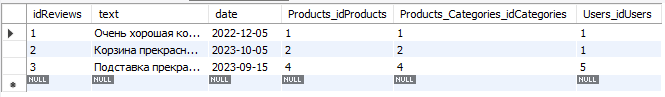 idReviews text date Products_idProducts Products_Categories_idCategories Users_idUsers
1 Очень хорошая ко... 2022-12-05 1 1 1
2 Корзина прекрасн... 2023-10-05 2 2 1
3 Подставка прекра... 2023-09-15 4 4 5
NULL NULL NULL NULL NULL NULL